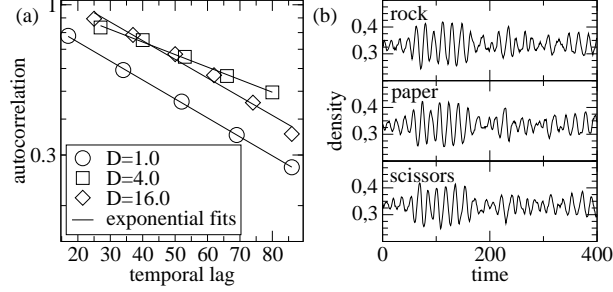 (a)
1
autocorrelation
0.3
D=1.0
D=4.0
D=16.0
exponential fits
20 30 40 50 60 70 80
temporal lag
(b)
rock
0,4
0,3
paper
0,4
0,3
density
scissors
0,4
0,3
0 200 400
time